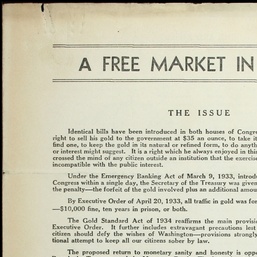 A FREE MARKET IN
THE ISSUE
Identical bills have been introduced in both houses of Congre
right to sell his gold to the government at $35 an ounce, to take it
find one, to keep the gold in its natural or refined form, to do anyth
or interest might suggest. It is a right which he always enjoyed in this
crossed the mind of any citizen outside an institution that the exercise
incompatible with the public interest.
Under the Emergency Banking Act of March 9, 1933, introdu
Congress within a single day, the Secretary of the Treasury was given
the penalty—the forfeit of the gold involved plus an additional amou
By Executive Order of April 20, 1933, all traffic in gold was for
—$10,000 fine, ten years in prison, or both.
The Gold Standard Act of 1934 reaffirms the main provisio
Executive Order. It further includes extravagant precautions lest
citizens should defy the wishes of Washington—provisions strongly
tional attempt to keep all our citizens sober by law.
The proposed return to monetary sanity and honesty is oppo